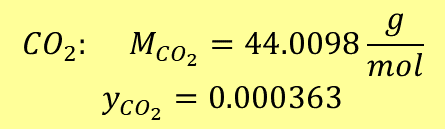 CO₂: M_CO₂ = 44.0098 g/mol
y_CO₂ = 0.000363